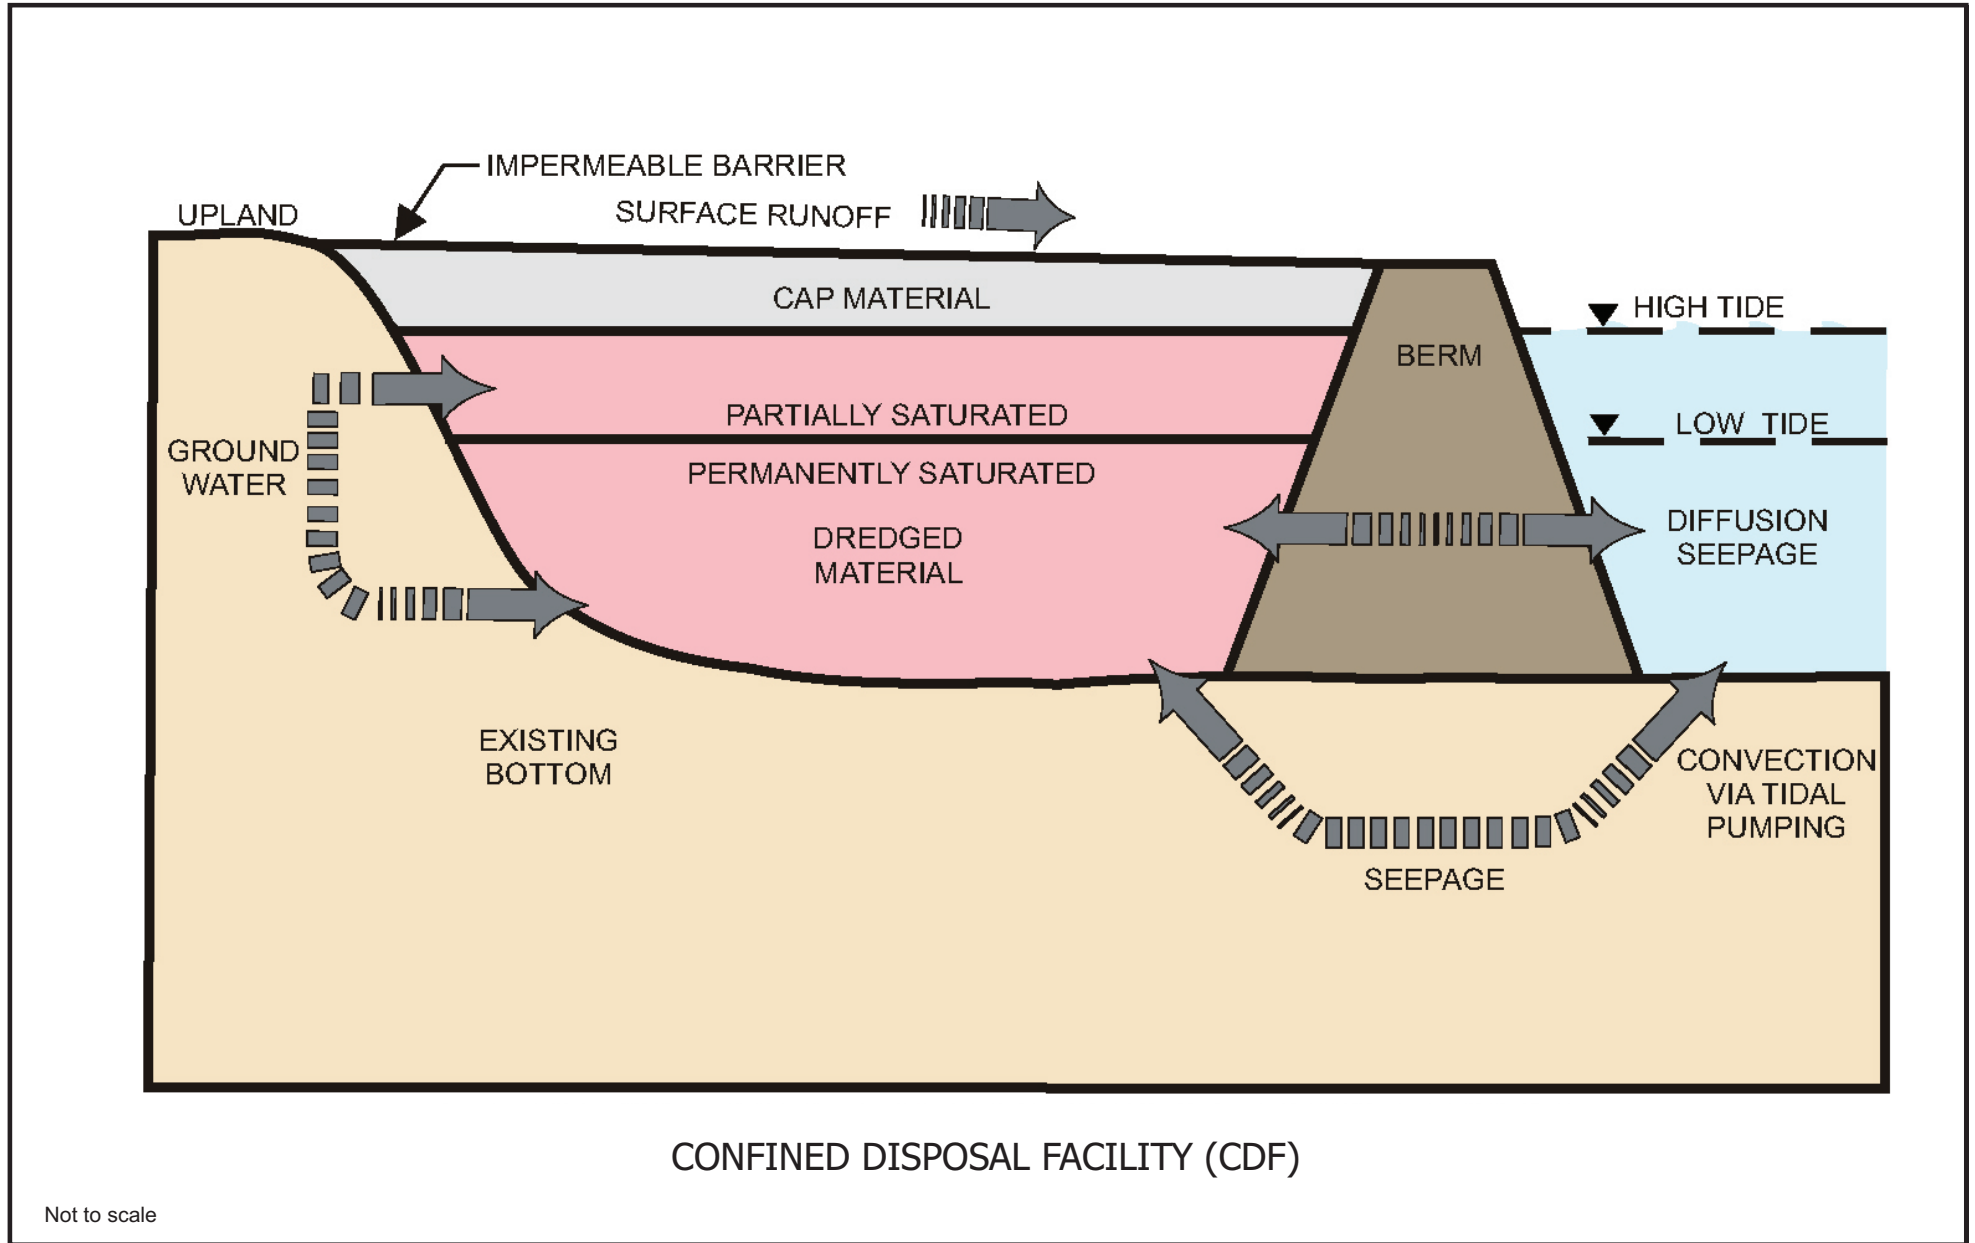 IMPERMEABLE BARRIER
UPLAND
SURFACE RUNOFF
CAP MATERIAL
HIGH TIDE
BERM
PARTIALLY SATURATED
LOW TIDE
GROUND
WATER
PERMANENTLY SATURATED
DREDGED
MATERIAL
DIFFUSION
SEEPAGE
EXISTING
BOTTOM
CONVECTION
VIA TIDAL
PUMPING
SEEPAGE
CONFINED DISPOSAL FACILITY (CDF)
Not to scale